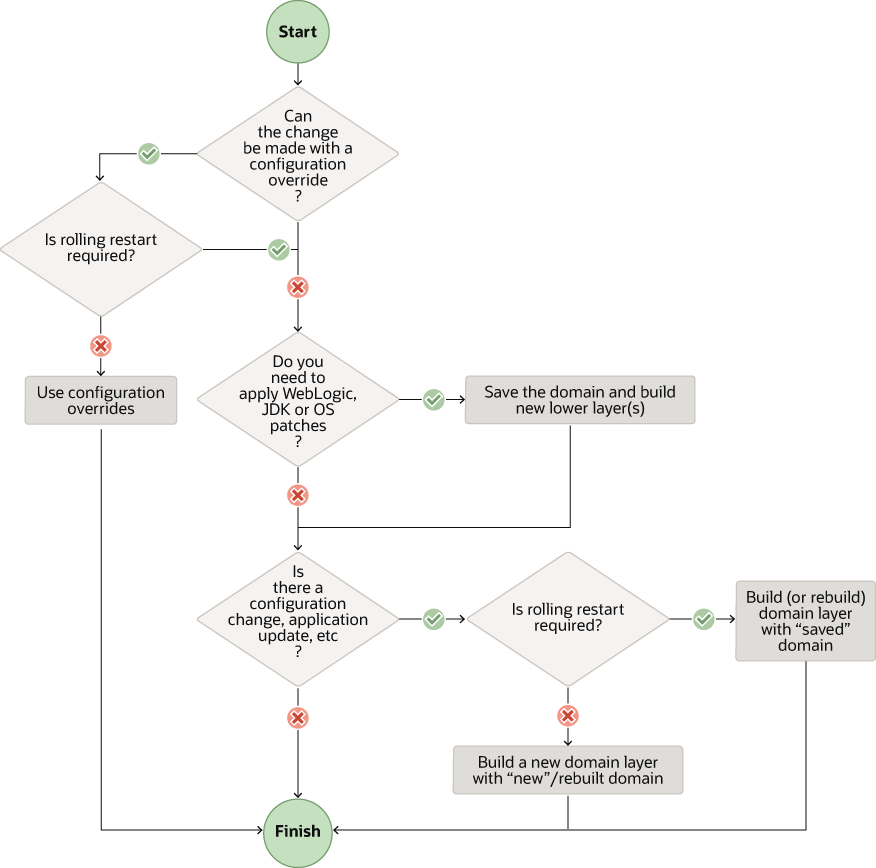 Start
Can
the change
be made with a
configuration
override
?
Is rolling restart
required?
Use configuration
overrides
Do you
need to
apply WebLogic,
JDK or OS
patches
?
Save the domain and build
new lower layer(s)
Is
there a
configuration
change, application
update, etc
?
Is rolling restart
required?
Build (or rebuild)
domain layer
with “saved”
domain
Build a new domain layer
with “new”/rebuilt domain
Finish